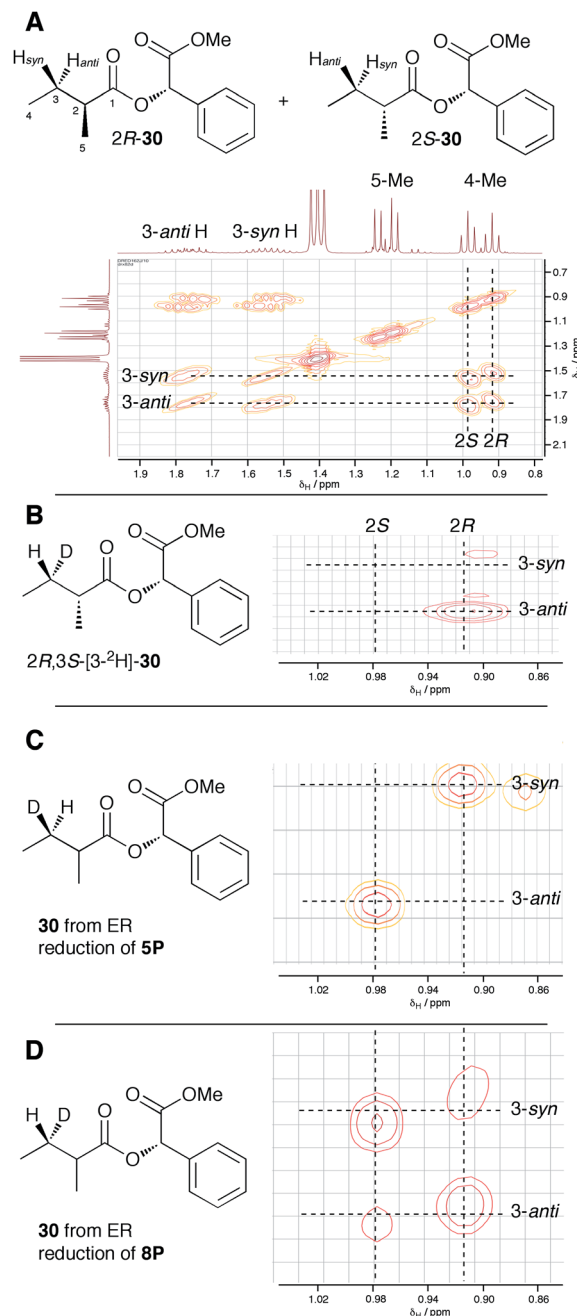 A
O OMe
H_syn H_anti O
3 1 O
4 2
5
2R-30
+
O OMe
H_anti H_syn O
O
2S-30
5-Me 4-Me
3-anti H 3-syn H
0.7
0.9
1.1
1.3
1.5
1.7
1.9
2.1
3-syn
3-anti
2S 2R
1.9 1.8 1.7 1.6 1.5 1.4 1.3 1.2 1.1 1.0 0.9 0.8
δH / ppm
B
2S 2R
O OMe
H D O
O
2R,3S-[3-²H]-30
3-syn
3-anti
1.02 0.98 0.94 0.90 0.86
δH / ppm
C
O OMe
D H O
O
30 from ER
reduction of 5P
3-syn
3-anti
1.02 0.98 0.94 0.90 0.86
δH / ppm
D
O OMe
H D O
O
30 from ER
reduction of 8P
3-syn
3-anti
1.02 0.98 0.94 0.90 0.86
δH / ppm